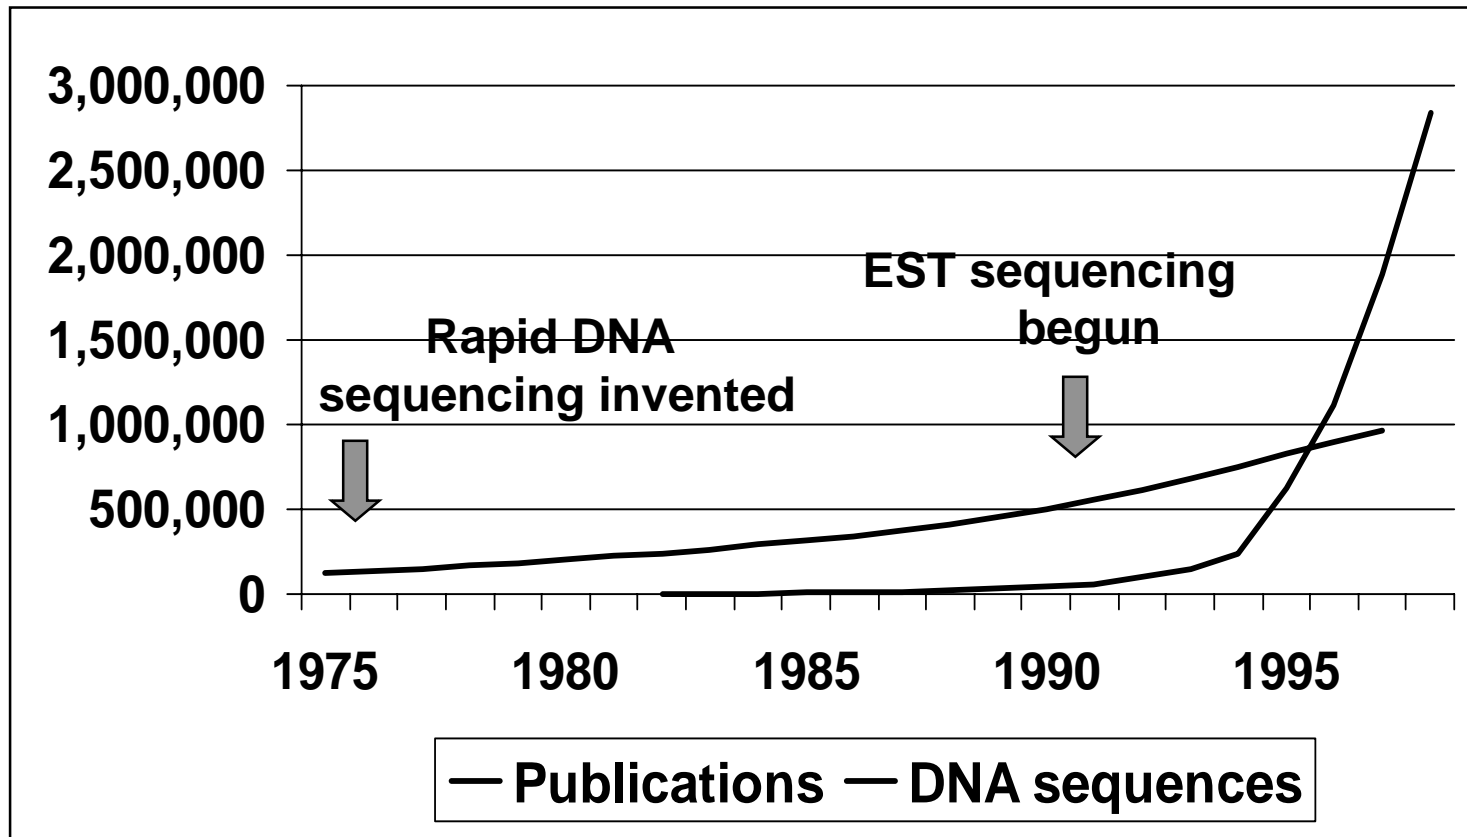 3,000,000
2,500,000
2,000,000
1,500,000
1,000,000
500,000
0
Rapid DNA
sequencing invented
EST sequencing
begun
1975 1980 1985 1990 1995
Publications DNA sequences